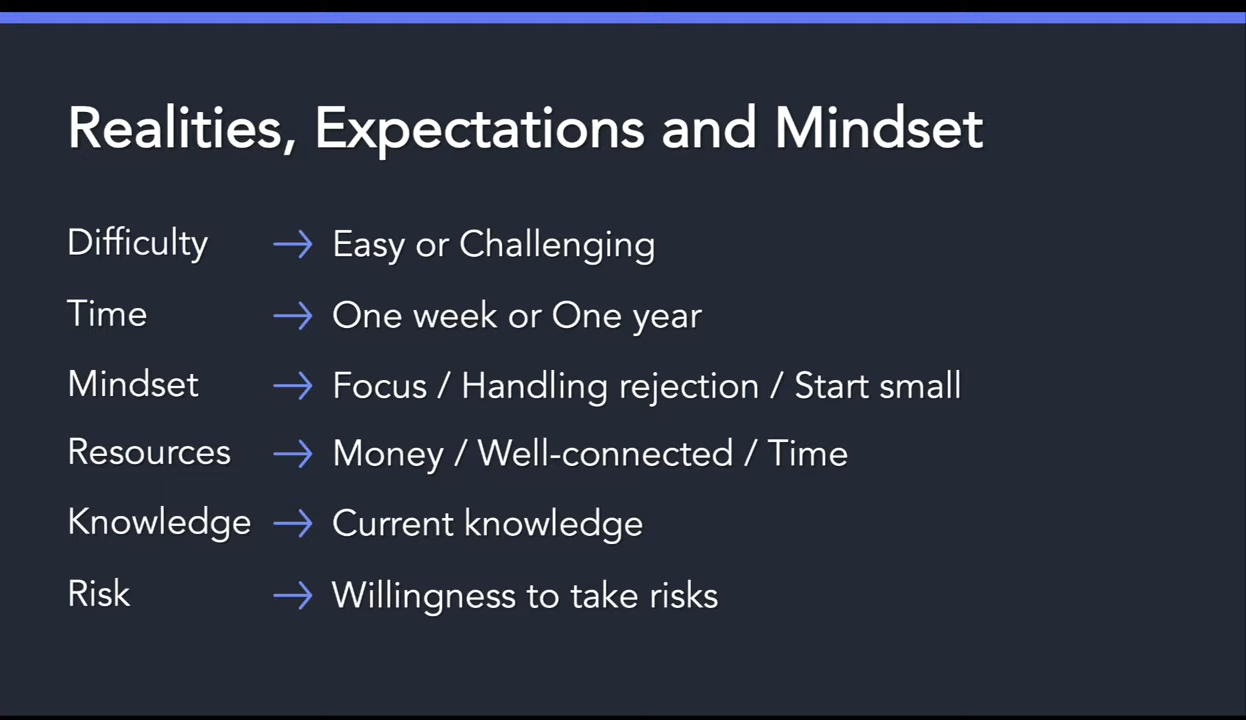 Realities, Expectations and Mindset
Difficulty → Easy or Challenging
Time → One week or One year
Mindset → Focus / Handling rejection / Start small
Resources → Money / Well-connected / Time
Knowledge → Current knowledge
Risk → Willingness to take risks